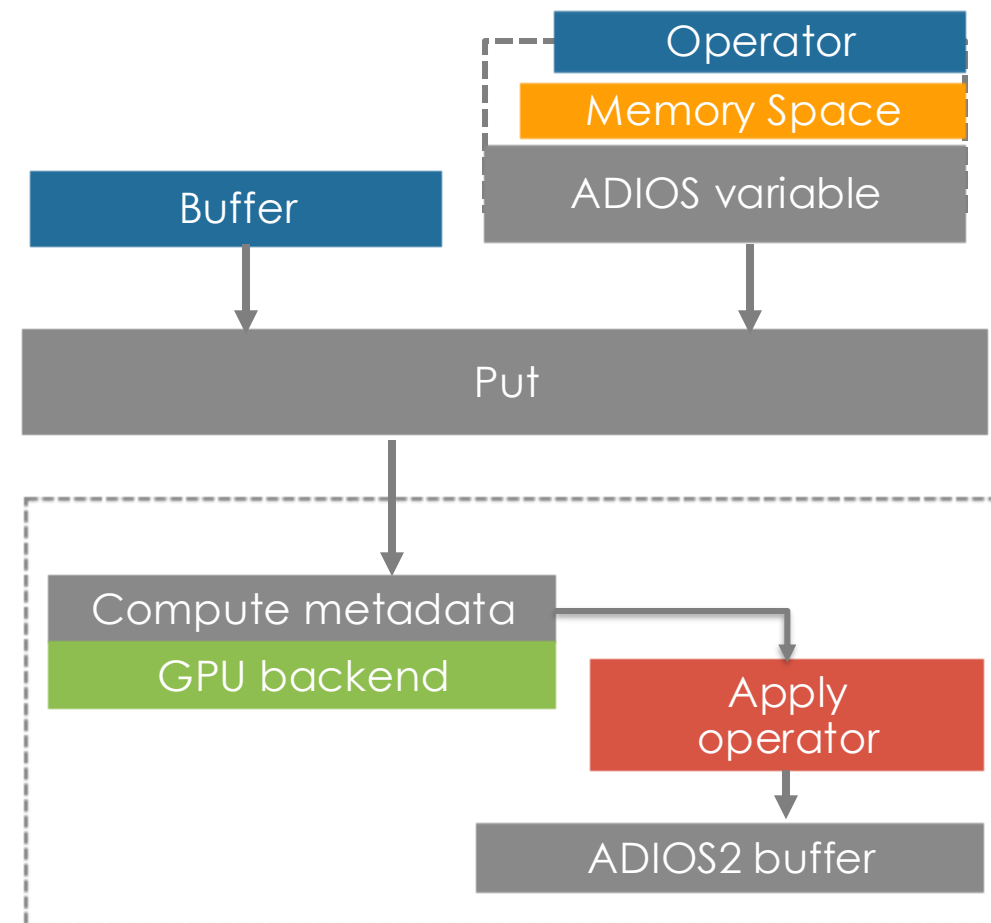 Operator
Memory Space
ADIOS variable
Buffer
Put
Compute metadata
GPU backend
Apply
operator
ADIOS2 buffer